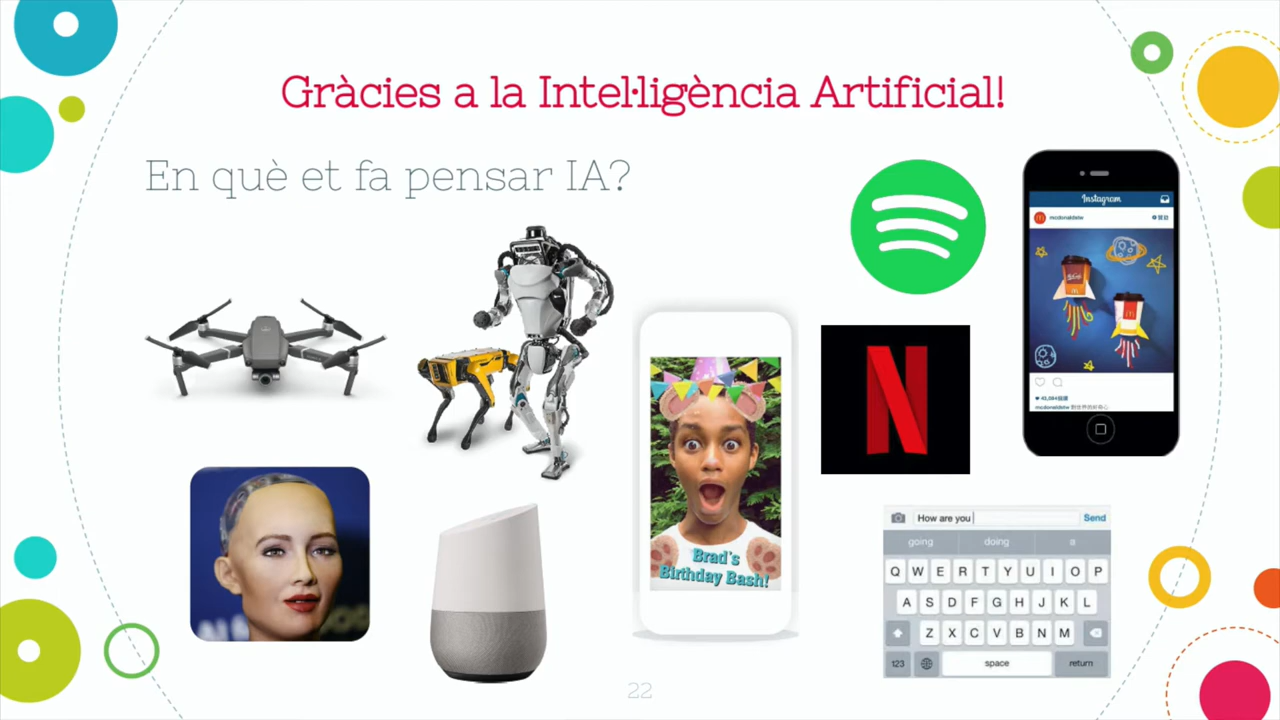 Gràcies a la Intel·ligència Artificial!
En què et fa pensar IA?
Instagram
mcdonaldstw
N
Brad's
Birthday Bash!
How are you
Send
going doing a
Q W E R T Y U I O P
A S D F G H J K L
Z X C V B N M
123 space return
22